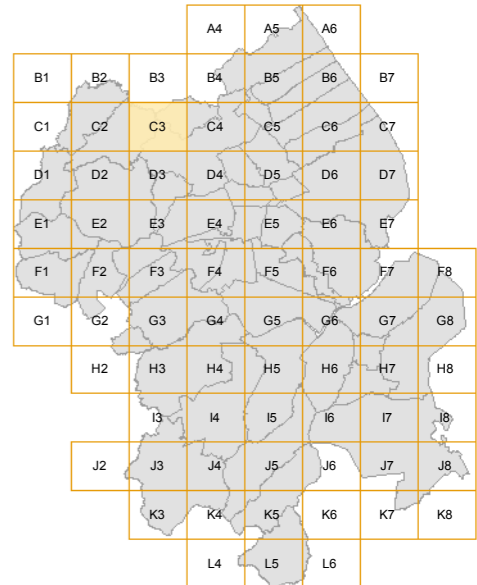 A4 A5 A6
B1 B2 B3 B4 B5 B6 B7
C1 C2 C3 C4 C5 C6 C7
D1 D2 D3 D4 D5 D6 D7
E1 E2 E3 E4 E5 E6 E7
F1 F2 F3 F4 F5 F6 F7 F8
G1 G2 G3 G4 G5 G6 G7 G8
H2 H3 H4 H5 H6 H7 H8
I3 I4 I5 I6 I7 I8
J2 J3 J4 J5 J6 J7 J8
K3 K4 K5 K6 K7 K8
L4 L5 L6